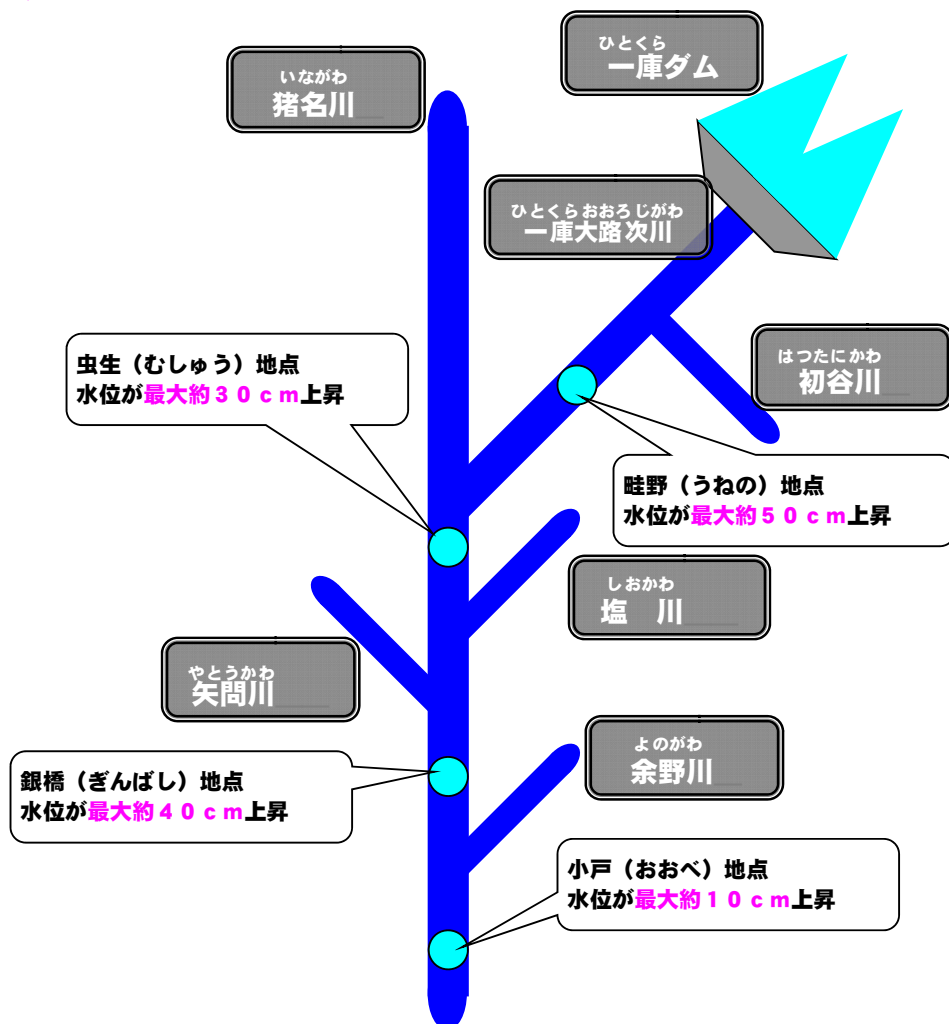 ひとくら
一庫ダム
いながわ
猪名川
ひとくらおおろじがわ
一庫大路次川
虫生（むしゅう）地点
水位が最大約３０ｃｍ上昇
はつたにかわ
初谷川
畦野（うねの）地点
水位が最大約５０ｃｍ上昇
しおかわ
塩　川
やとうかわ
矢問川
よのがわ
余野川
銀橋（ぎんばし）地点
水位が最大約４０ｃｍ上昇
小戸（おおべ）地点
水位が最大約１０ｃｍ上昇